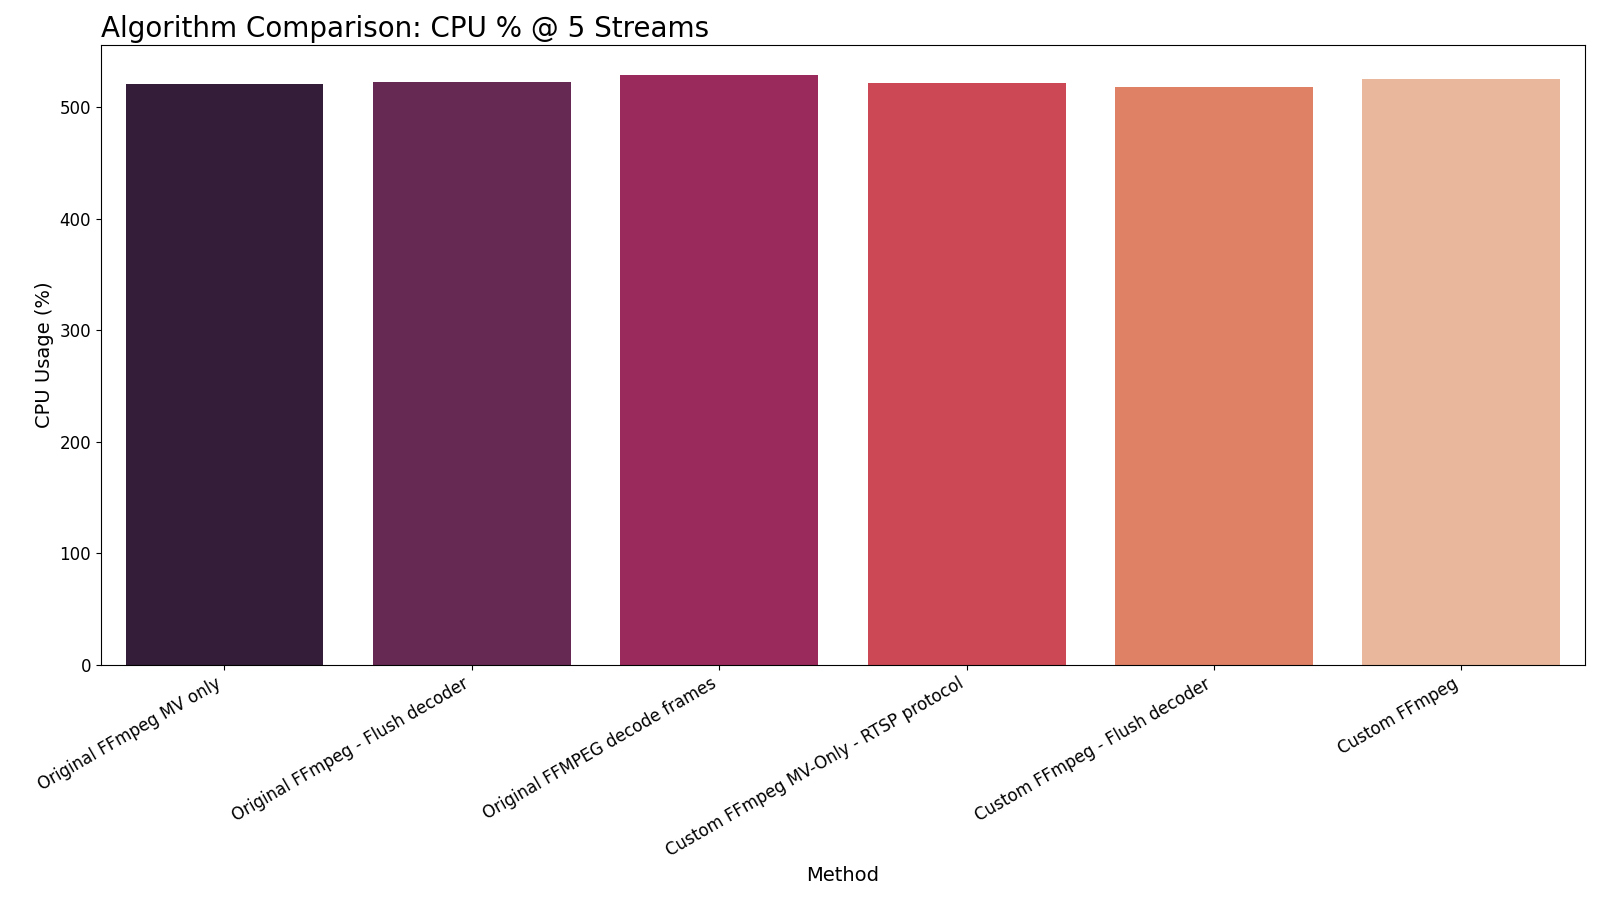 Algorithm Comparison: CPU % @ 5 Streams
CPU Usage (%)
500
400
300
200
100
0
Original FFmpeg MV only
Original FFmpeg - Flush decoder
Original FFMPEG decode frames
Custom FFmpeg MV-Only - RTSP protocol
Custom FFmpeg - Flush decoder
Custom FFmpeg
Method